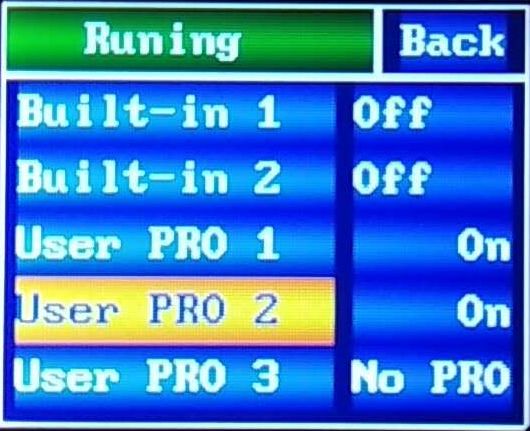 Runing Back
Built-in 1 Off
Built-in 2 Off
User PRO 1 On
User PRO 2 On
User PRO 3 No PRO